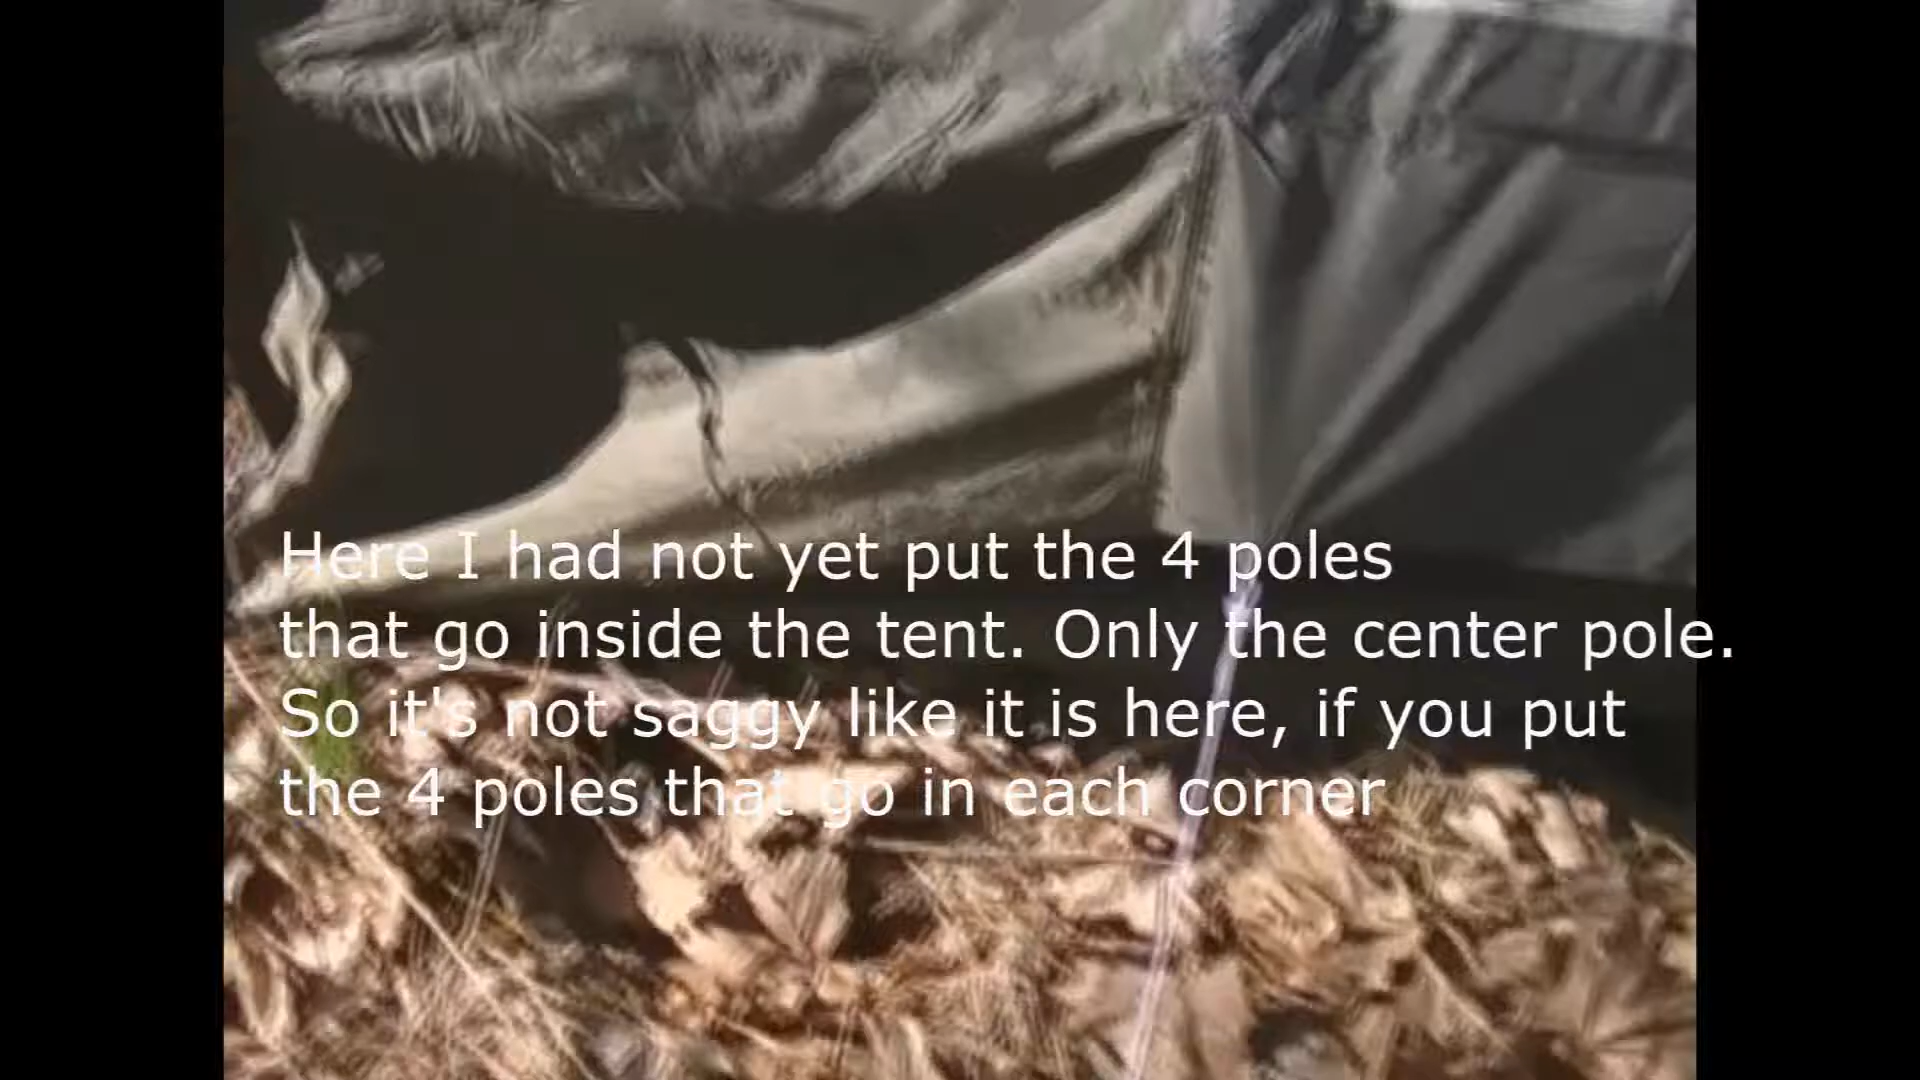 Here I had not yet put the 4 poles
that go inside the tent. Only the center pole.
So it's not saggy like it is here, if you put
the 4 poles that go in each corner